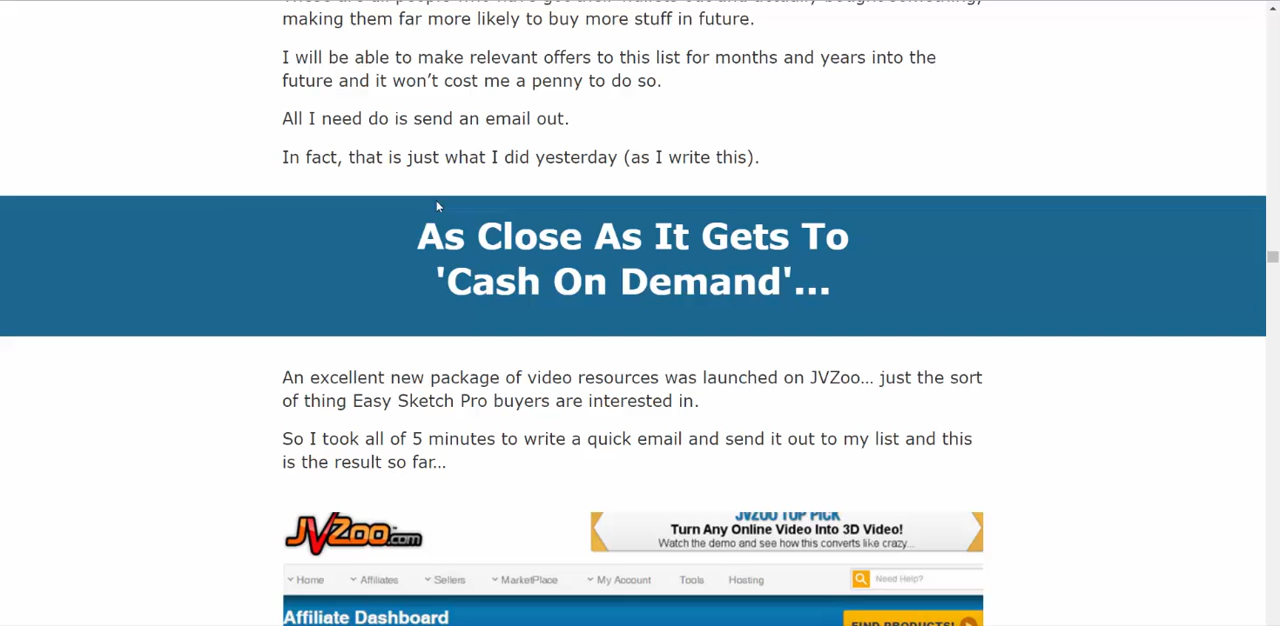 making them far more likely to buy more stuff in future.
I will be able to make relevant offers to this list for months and years into the
future and it won’t cost me a penny to do so.
All I need do is send an email out.
In fact, that is just what I did yesterday (as I write this).
As Close As It Gets To
'Cash On Demand'...
An excellent new package of video resources was launched on JVZoo... just the sort
of thing Easy Sketch Pro buyers are interested in.
So I took all of 5 minutes to write a quick email and send it out to my list and this
is the result so far...
JVZoo.com
JVZOO TOP PICK
Turn Any Online Video Into 3D Video!
Watch the demo and see how this converts like crazy...
Home Affiliates Sellers MarketPlace My Account Tools Hosting Need Help?
Affiliate Dashboard
FIND PRODUCTS!